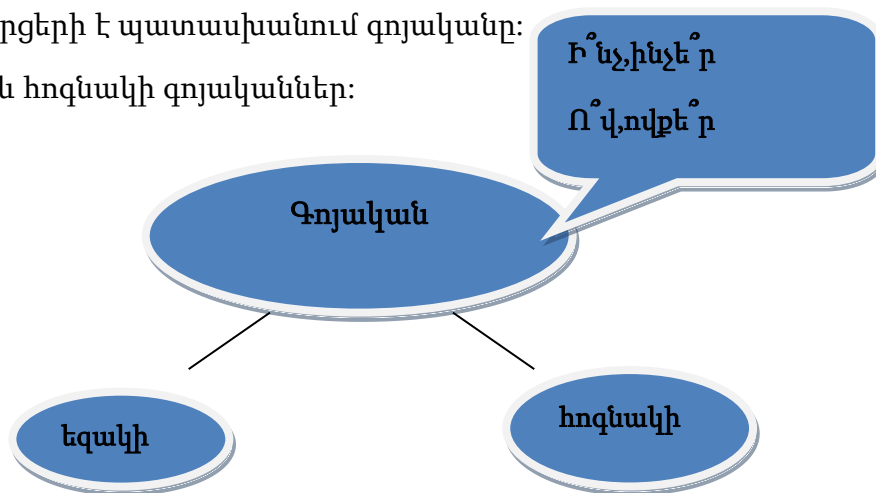 րցերի է պատասխանում գոյականը:
և հոգնակի գոյականներ:
Ի՞նչ,ինչե՞ր
Ո՞վ,ովքե՞ր
Գոյական
եզակի
հոգնակի